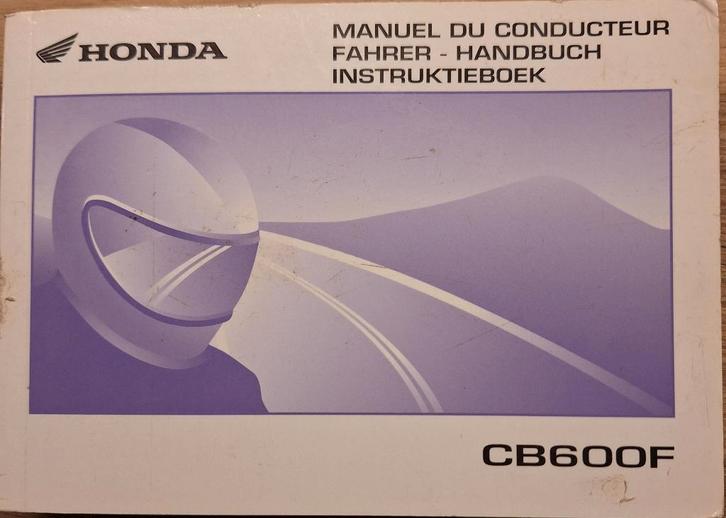 HONDA
MANUEL DU CONDUCTEUR
FAHRER - HANDBUCH
INSTRUKTIEBOEK
CB600F